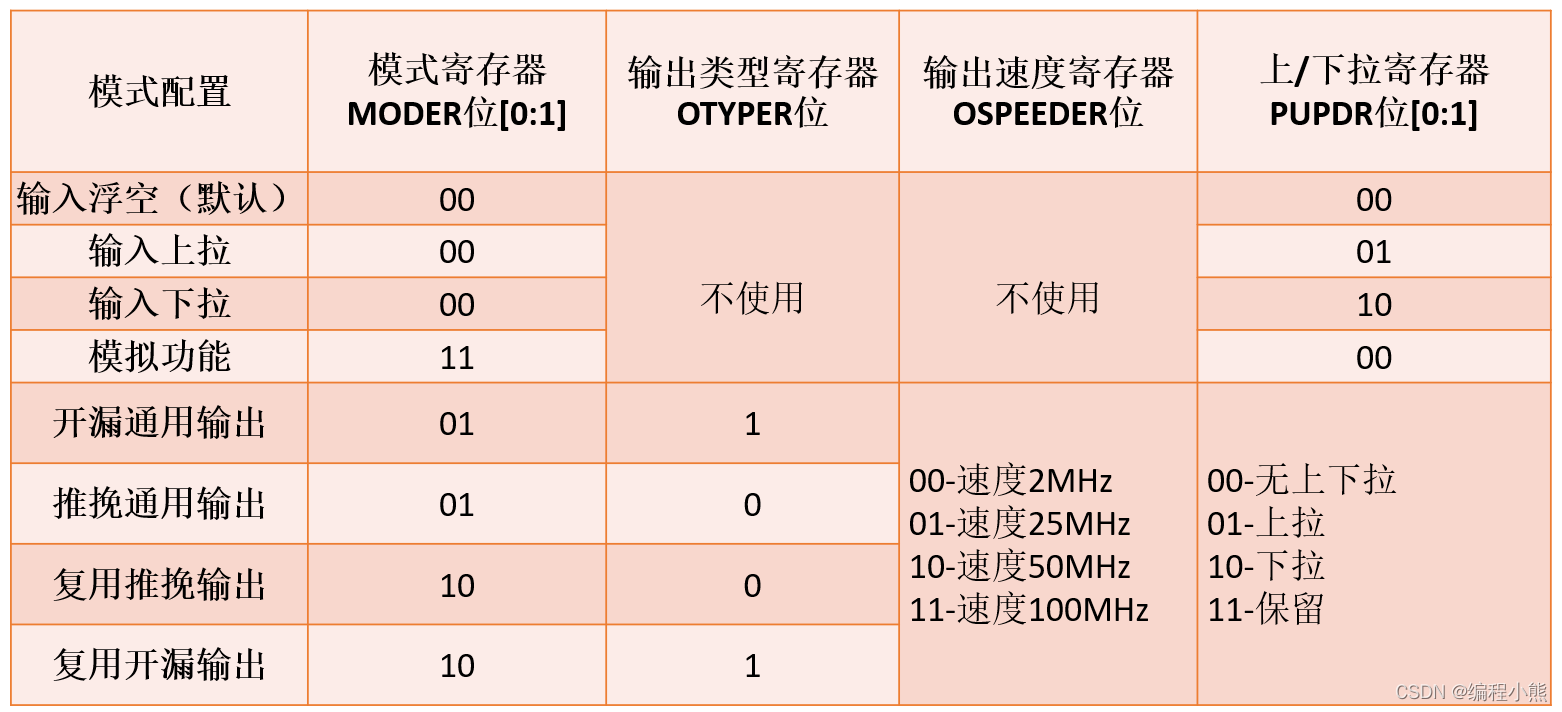 模式配置
模式寄存器
MODER位[0:1]
输出类型寄存器
OTYPER位
输出速度寄存器
OSPEEDER位
上/下拉寄存器
PUPDR位[0:1]
输入浮空（默认）
00
不使用
不使用
00
输入上拉
00
01
输入下拉
00
10
模拟功能
11
00
开漏通用输出
01
1
00-速度2MHz
01-速度25MHz
10-速度50MHz
11-速度100MHz
00-无上下拉
01-上拉
10-下拉
11-保留
推挽通用输出
01
0
复用推挽输出
10
0
复用开漏输出
10
1
CSDN @编程小熊